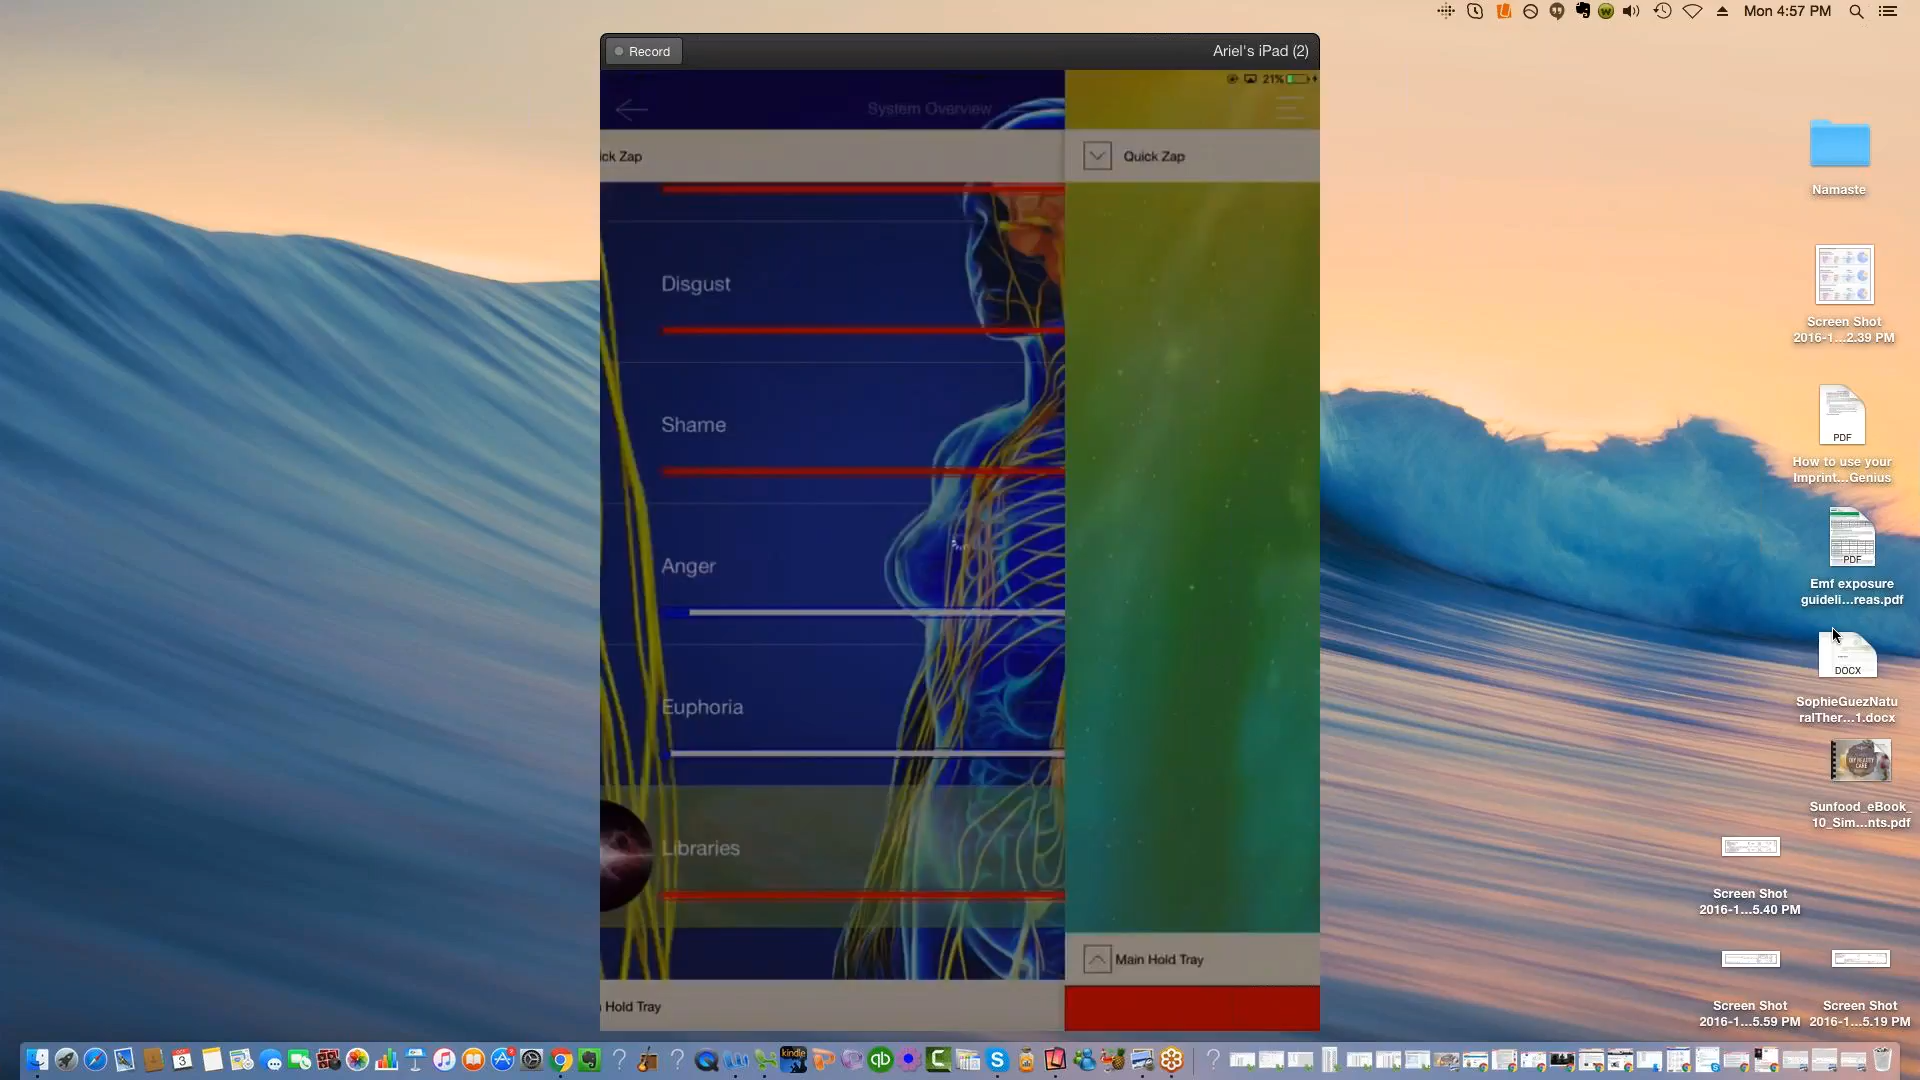 Mon 4:57 PM
Record
Ariel's iPad (2)
21%
System Overview
ck Zap
Quick Zap
Disgust
Shame
Anger
Euphoria
Libraries
Main Hold Tray
Hold Tray
Namaste
Screen Shot
2016-1...2.39 PM
PDF
How to use your
Imprint...Genius
PDF
Emf exposure
guideli...reas.pdf
DOCX
SophieGuezNatu
ralTher...1.docx
Sunfood_eBook_
10_Sim...nts.pdf
Screen Shot
2016-1...5.40 PM
Screen Shot
2016-1...5.59 PM
Screen Shot
2016-1...5.19 PM
3
kindle
qb